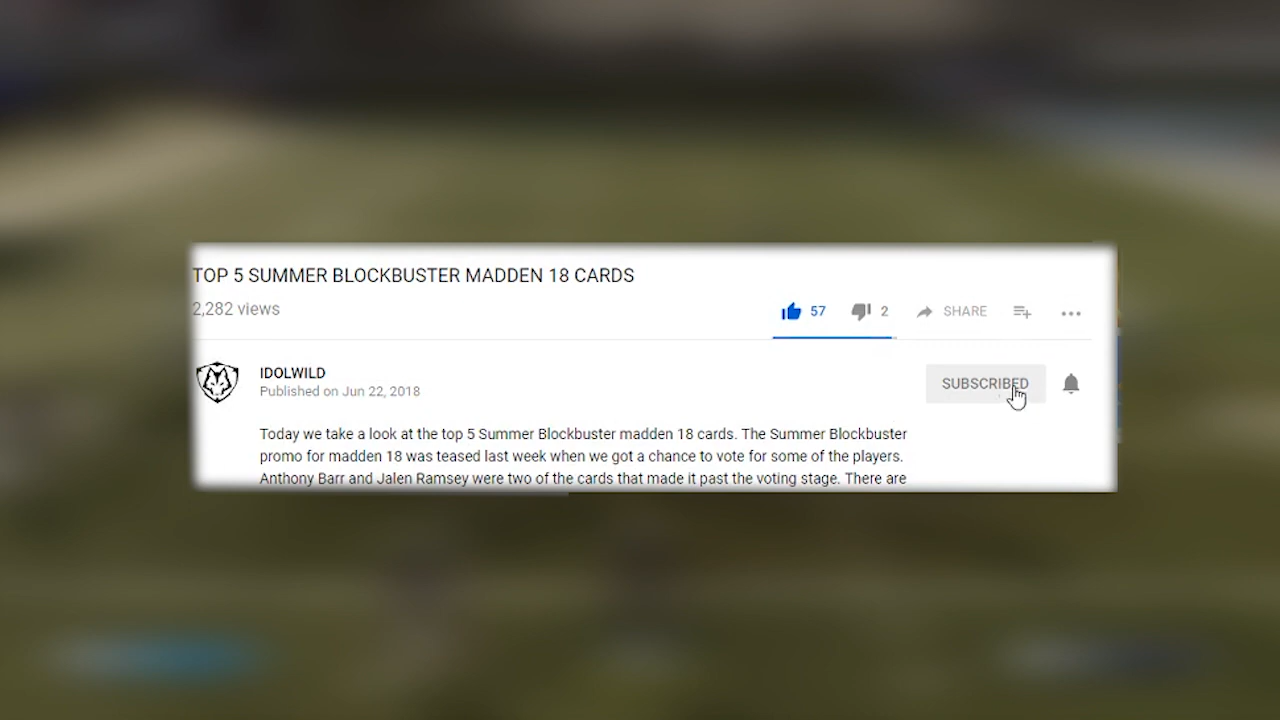 TOP 5 SUMMER BLOCKBUSTER MADDEN 18 CARDS
2,282 views
57
2
SHARE
IDOLWILD
Published on Jun 22, 2018
SUBSCRIBED
Today we take a look at the top 5 Summer Blockbuster madden 18 cards. The Summer Blockbuster
promo for madden 18 was teased last week when we got a chance to vote for some of the players.
Anthony Barr and Jalen Ramsey were two of the cards that made it past the voting stage. There are